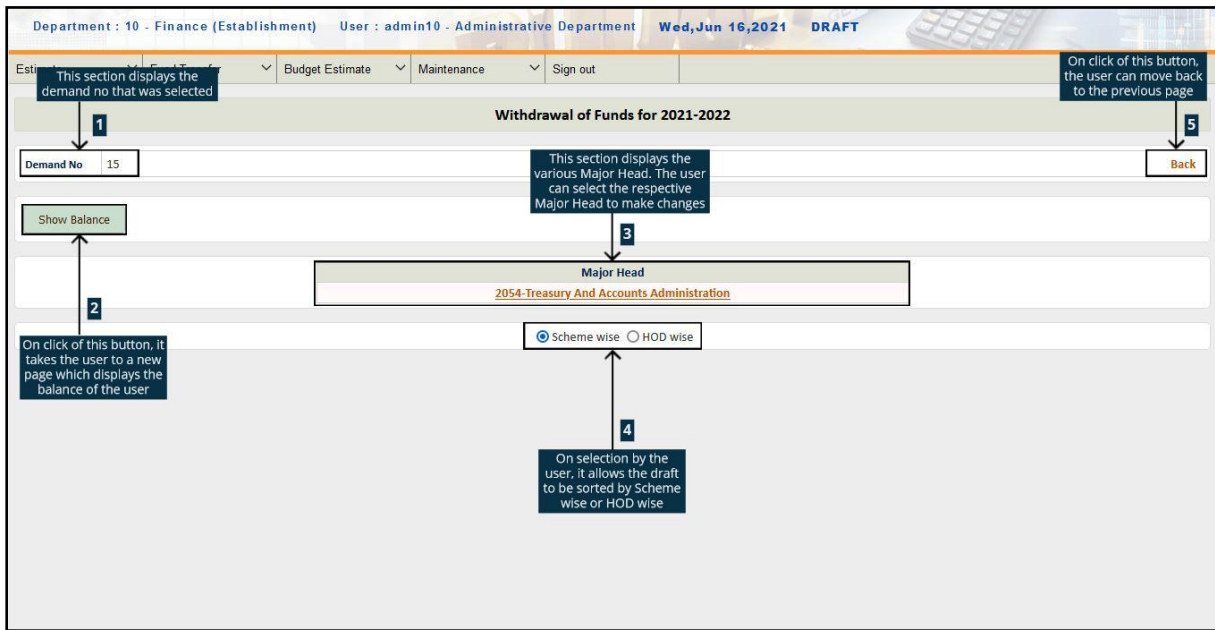 Department : 10 - Finance (Establishment) User : admin10 - Administrative Department Wed,Jun 16,2021 DRAFT
Budget Estimate Maintenance Sign out
This section displays the
demand no that was selected
1
On click of this button,
the user can move back
to the previous page
5
Withdrawal of Funds for 2021-2022
Demand No 15
Back
This section displays the
various Major Head. The user
can select the respective
Major Head to make changes
3
Show Balance
Major Head
2054-Treasury And Accounts Administration
2
On click of this button, it
takes the user to a new
page which displays the
balance of the user
Scheme wise HOD wise
4
On selection by the
user, it allows the draft
to be sorted by Scheme
wise or HOD wise